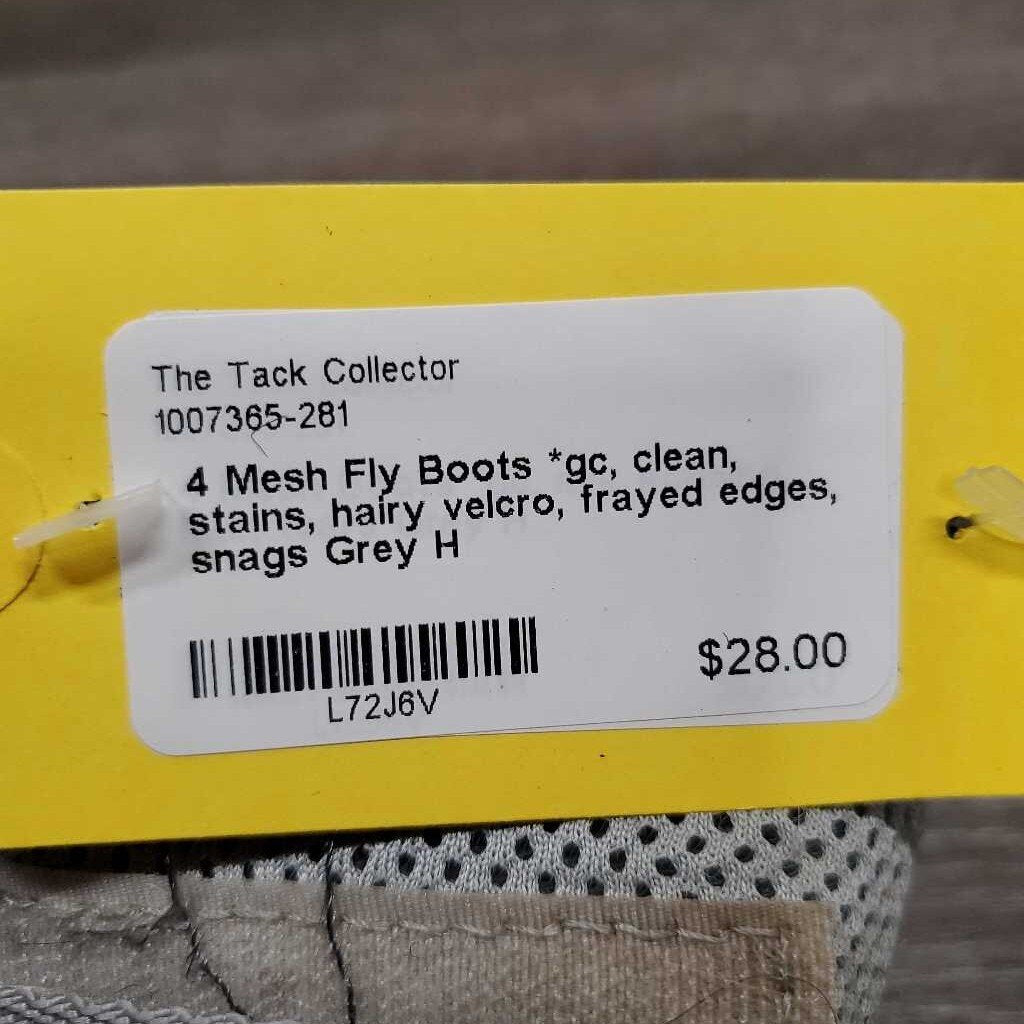 The Tack Collector
1007365-281
4 Mesh Fly Boots *gc, clean,
stains, hairy velcro, frayed edges,
snags Grey H
$28.00
L72J6V